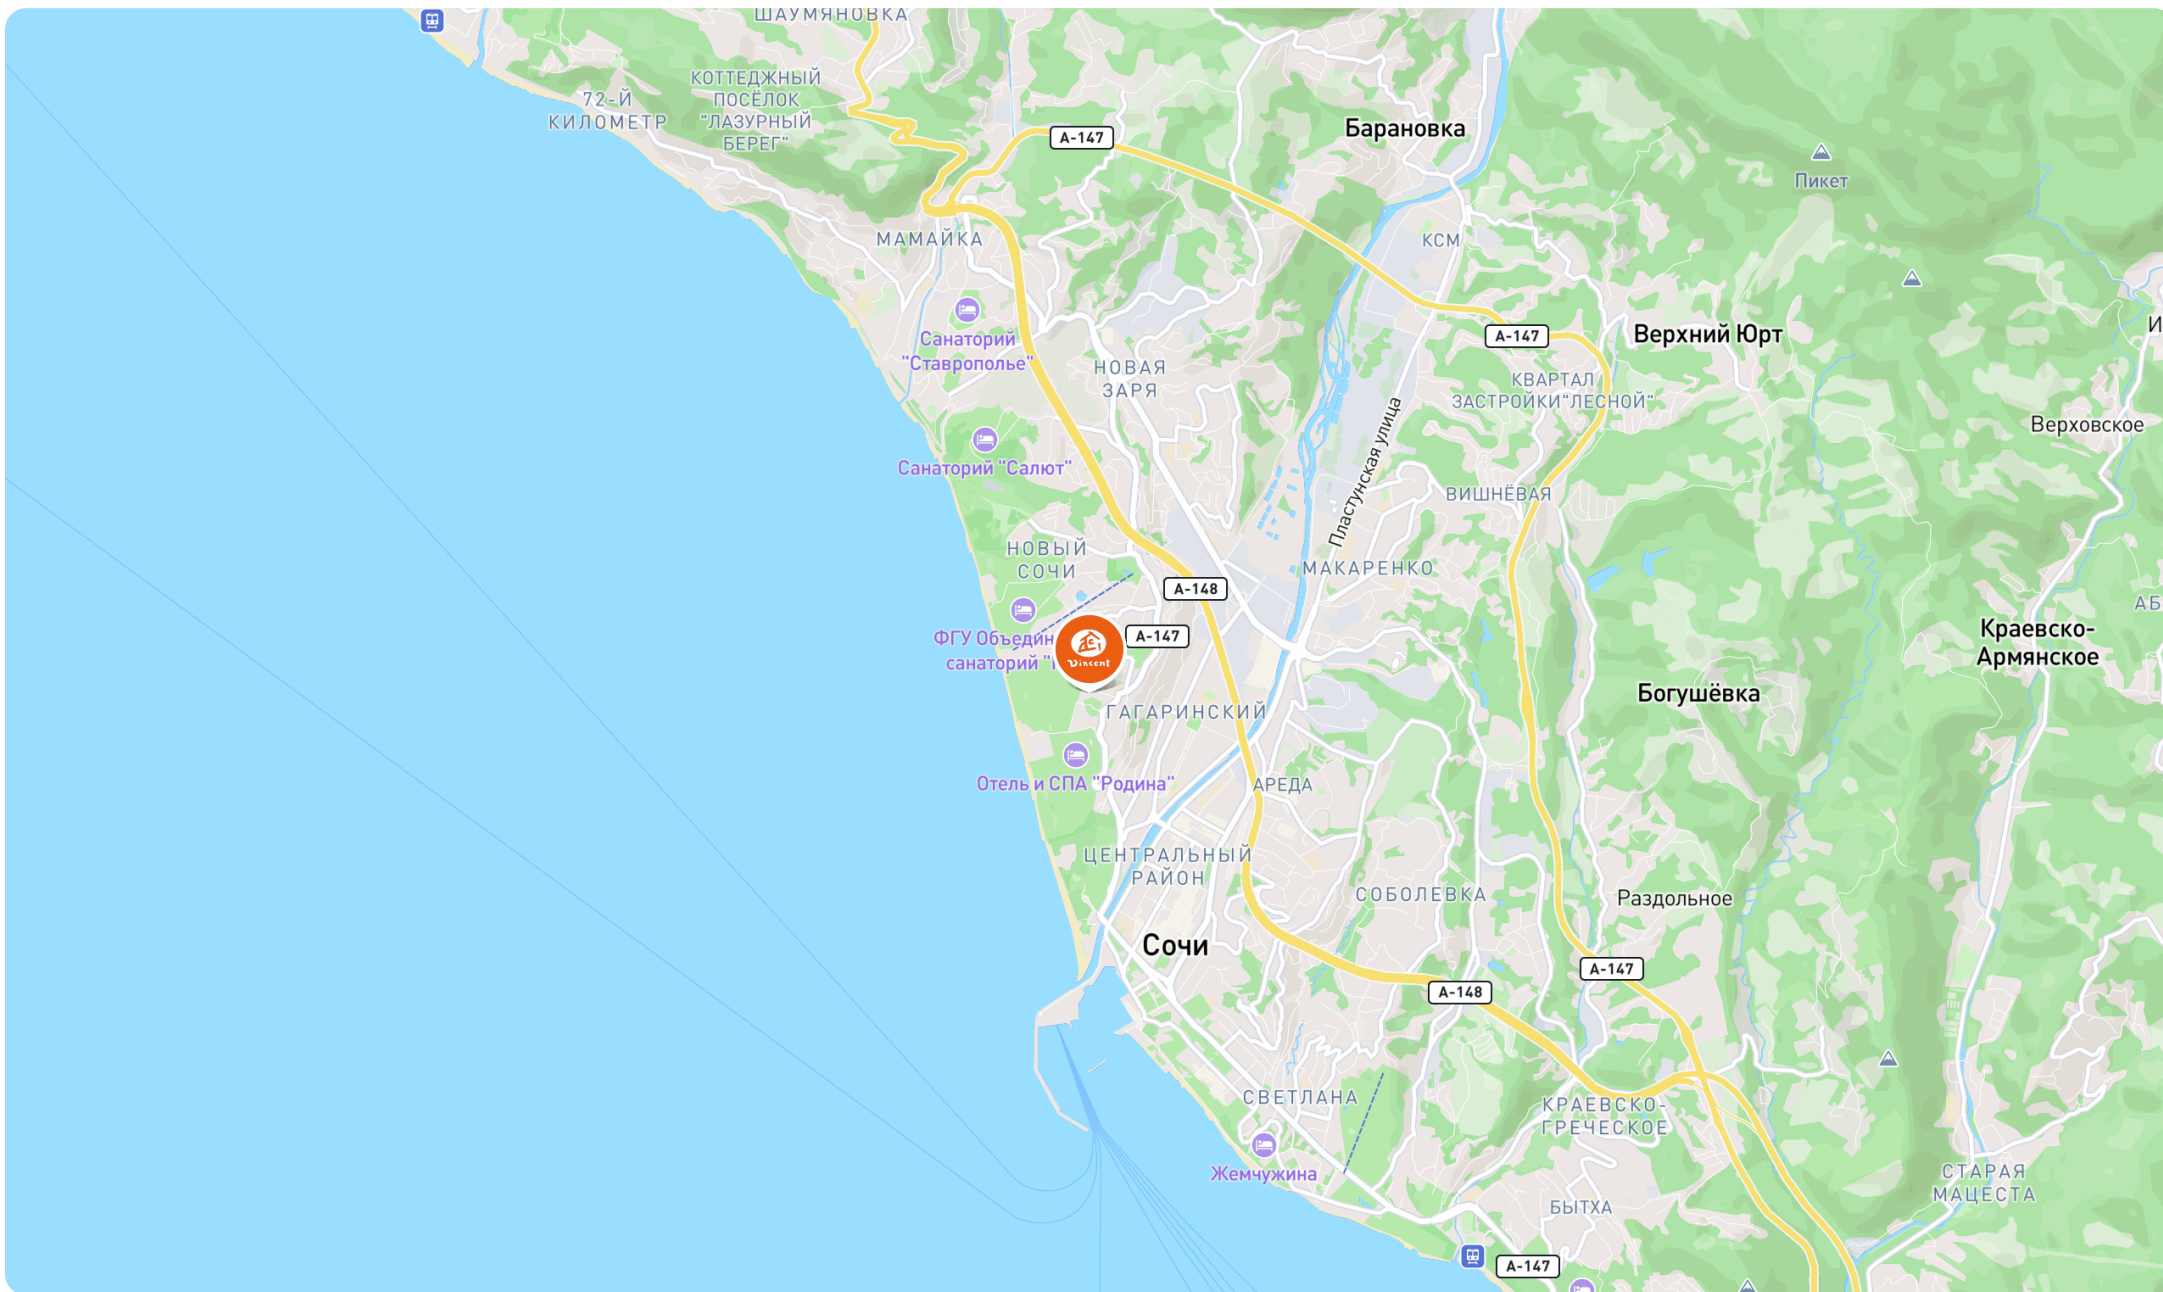 ШАУМЯНОВКА
КОТТЕДЖНЫЙ
ПОСЁЛОК
"ЛАЗУРНЫЙ
БЕРЕГ"
72-Й
КИЛОМЕТР
А-147
Барановка
Пикет
МАМАЙКА
КСМ
Санаторий
"Ставрополье"
НОВАЯ
ЗАРЯ
А-147
Верхний Юрт
КВАРТАЛ
ЗАСТРОЙКИ"ЛЕСНОЙ"
И
Верховское
Пластунская улица
Санаторий "Салют"
ВИШНЁВАЯ
НОВЫЙ
СОЧИ
МАКАРЕНКО
А-148
АБ
ФГУ Объедин
санаторий "
Vincent
А-147
Краевско-
Армянское
Богушёвка
ГАГАРИНСКИЙ
Отель и СПА "Родина"
АРЕДА
ЦЕНТРАЛЬНЫЙ
РАЙОН
СОБОЛЕВКА
Раздольное
Сочи
А-147
А-148
СВЕТЛАНА
КРАЕВСКО-
ГРЕЧЕСКОЕ
Жемчужина
СТАРАЯ
МАЦЕСТА
БЫТХА
А-147